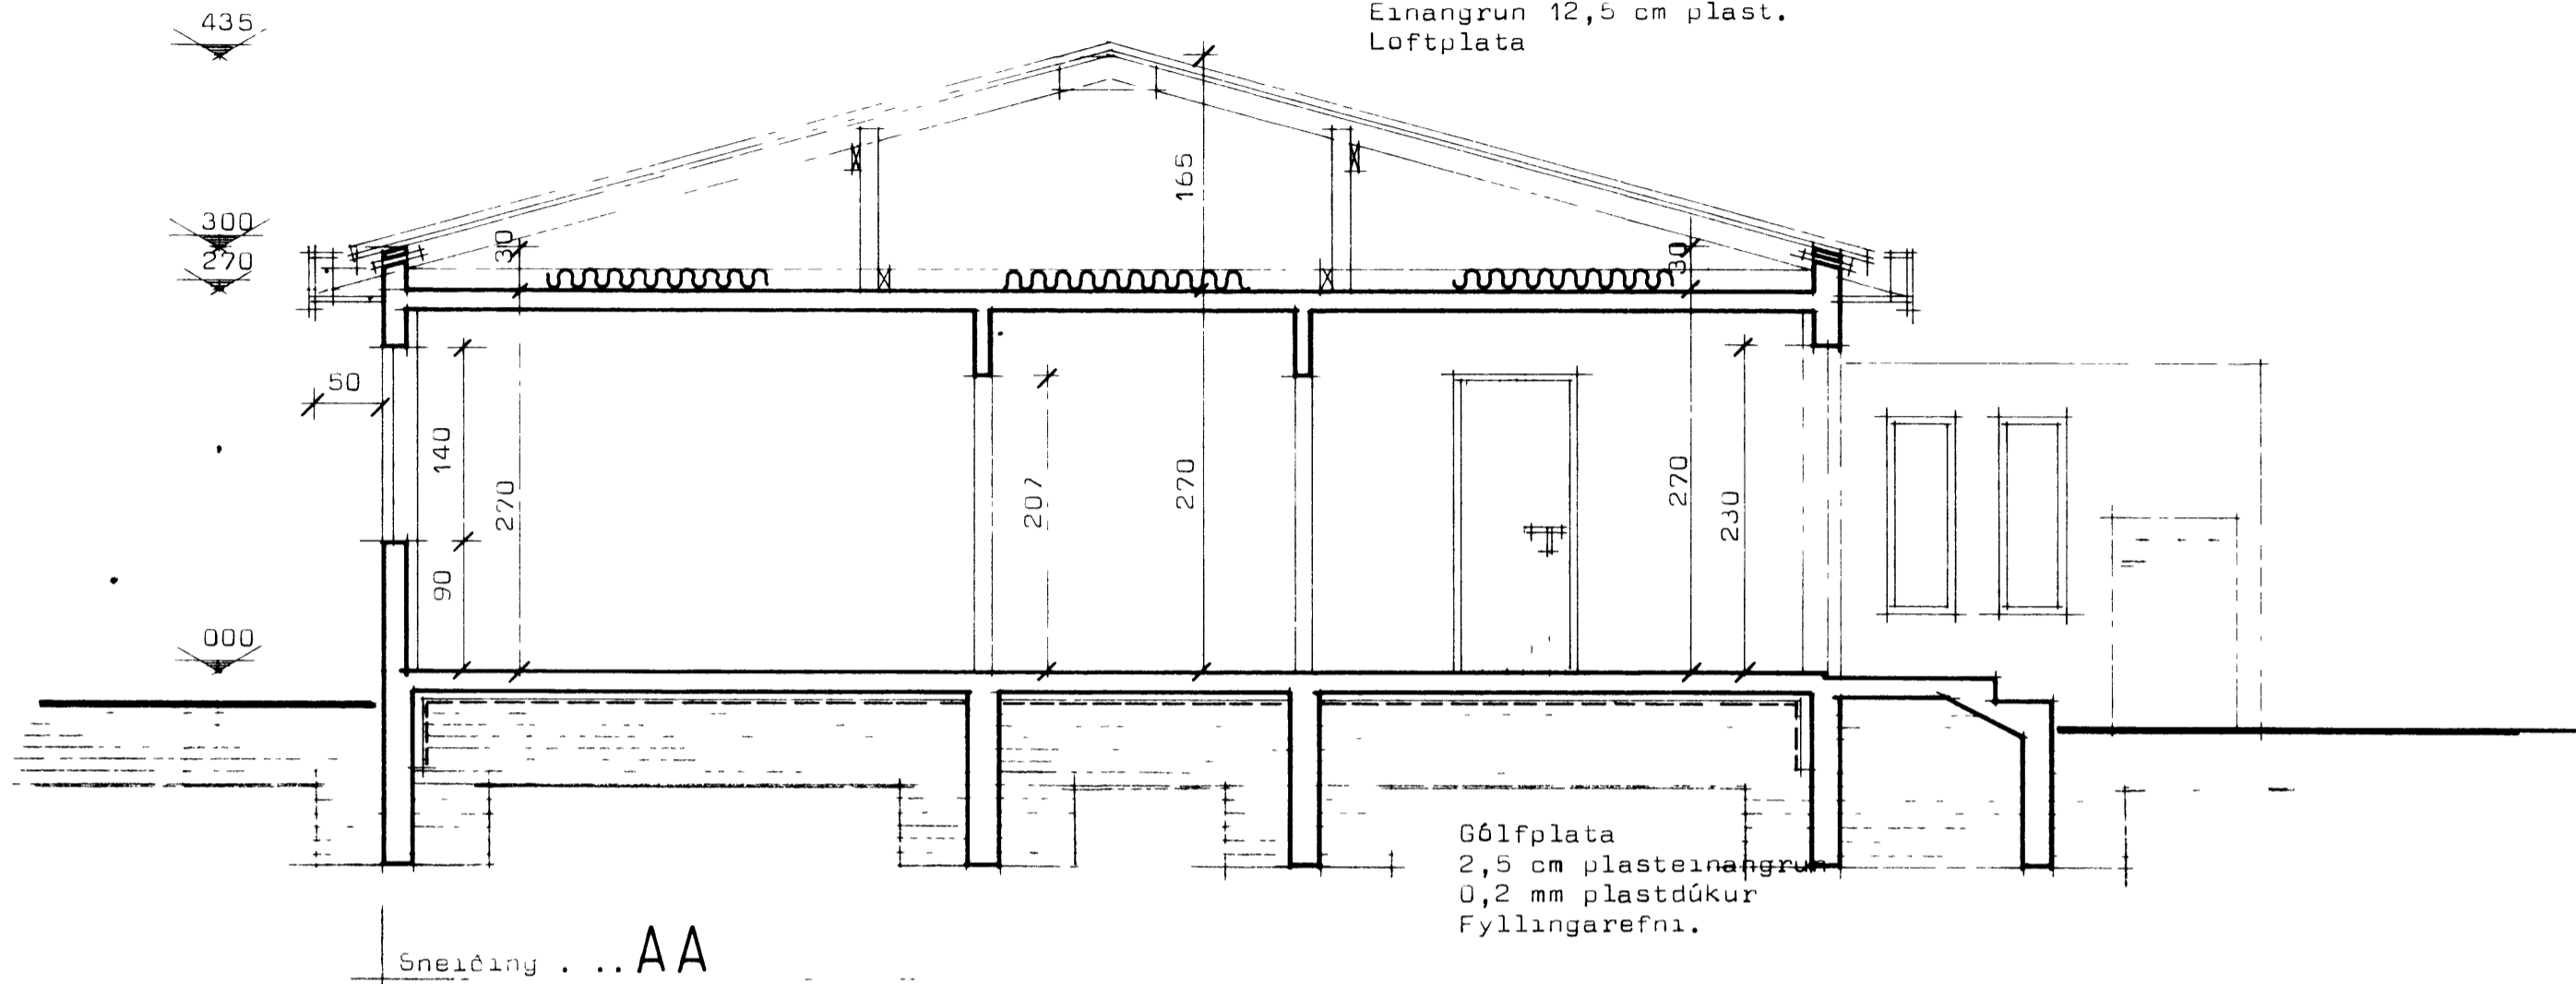 435
Einangrun 12,5 cm plast.
Loftplata
165
300
30
30
270
50
140
270
207
270
270
230
90
000
Gólfplata
2,5 cm plasteinangrun
0,2 mm plastdúkur
Fyllingarefni.
Sneiðing . .. AA